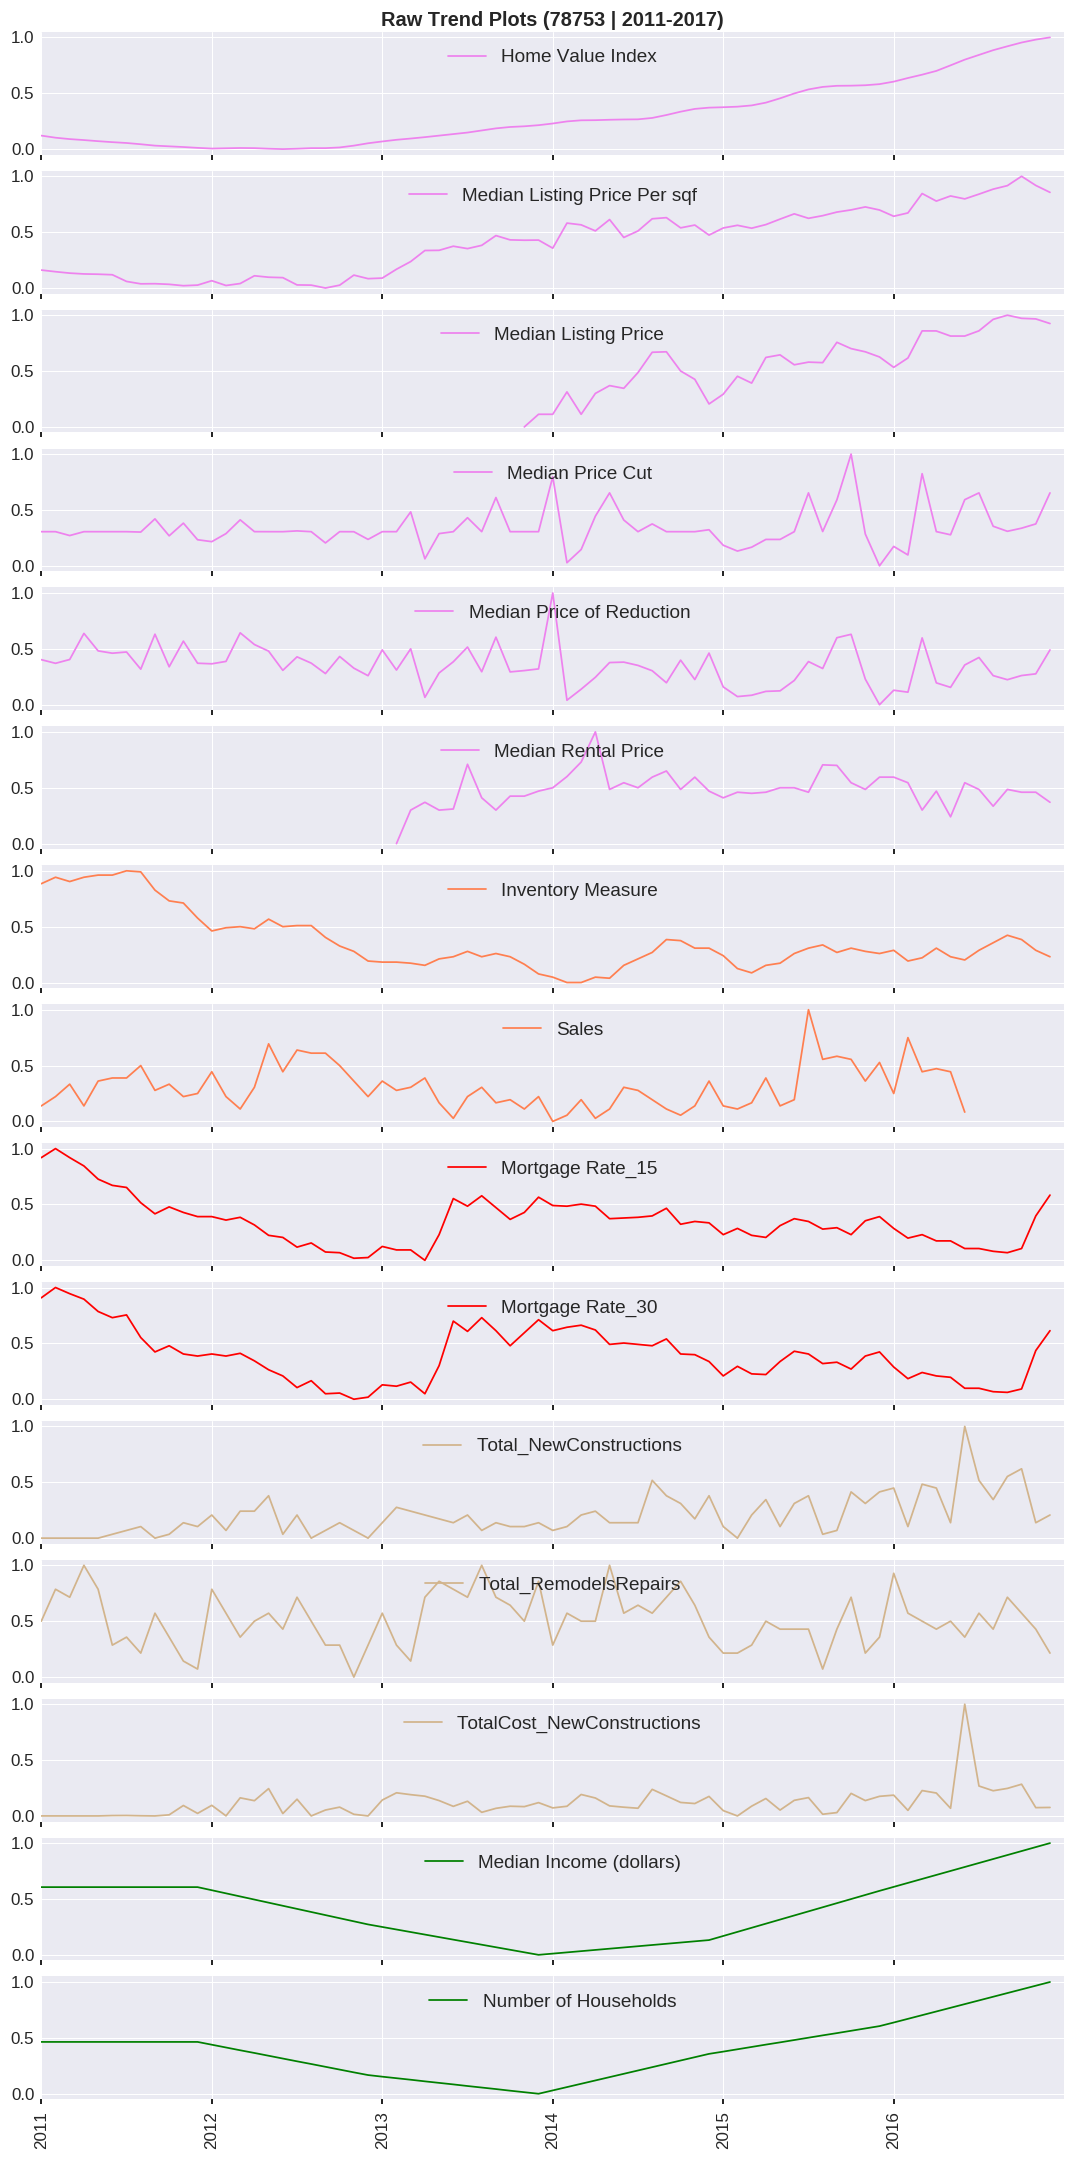 Raw Trend Plots (78753 | 2011-2017)
1.0
Home Value Index
0.5
0.0
1.0
Median Listing Price Per sqf
0.5
0.0
1.0
Median Listing Price
0.5
0.0
1.0
Median Price Cut
0.5
0.0
1.0
Median Price of Reduction
0.5
0.0
1.0
Median Rental Price
0.5
0.0
1.0
Inventory Measure
0.5
0.0
1.0
Sales
0.5
0.0
1.0
Mortgage Rate_15
0.5
0.0
1.0
Mortgage Rate_30
0.5
0.0
1.0
Total_NewConstructions
0.5
0.0
1.0
Total_RemodelsRepairs
0.5
0.0
1.0
TotalCost_NewConstructions
0.5
0.0
1.0
Median Income (dollars)
0.5
0.0
1.0
Number of Households
0.5
0.0
2011 2012 2013 2014 2015 2016